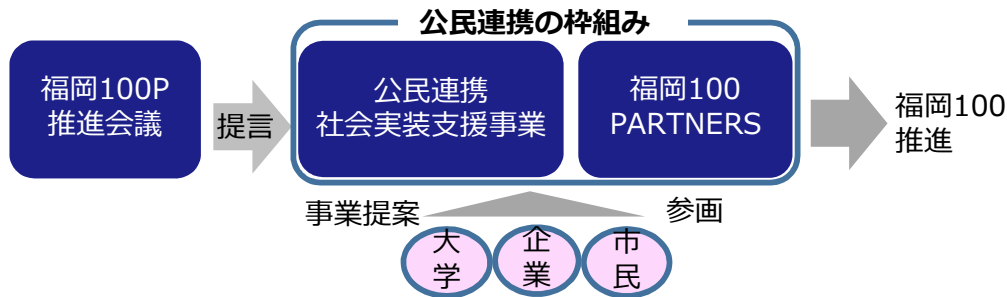 公民連携の枠組み
福岡100P
推進会議
提言
公民連携
社会実装支援事業
福岡100
PARTNERS
福岡100
推進
事業提案
参画
大学
企業
市民